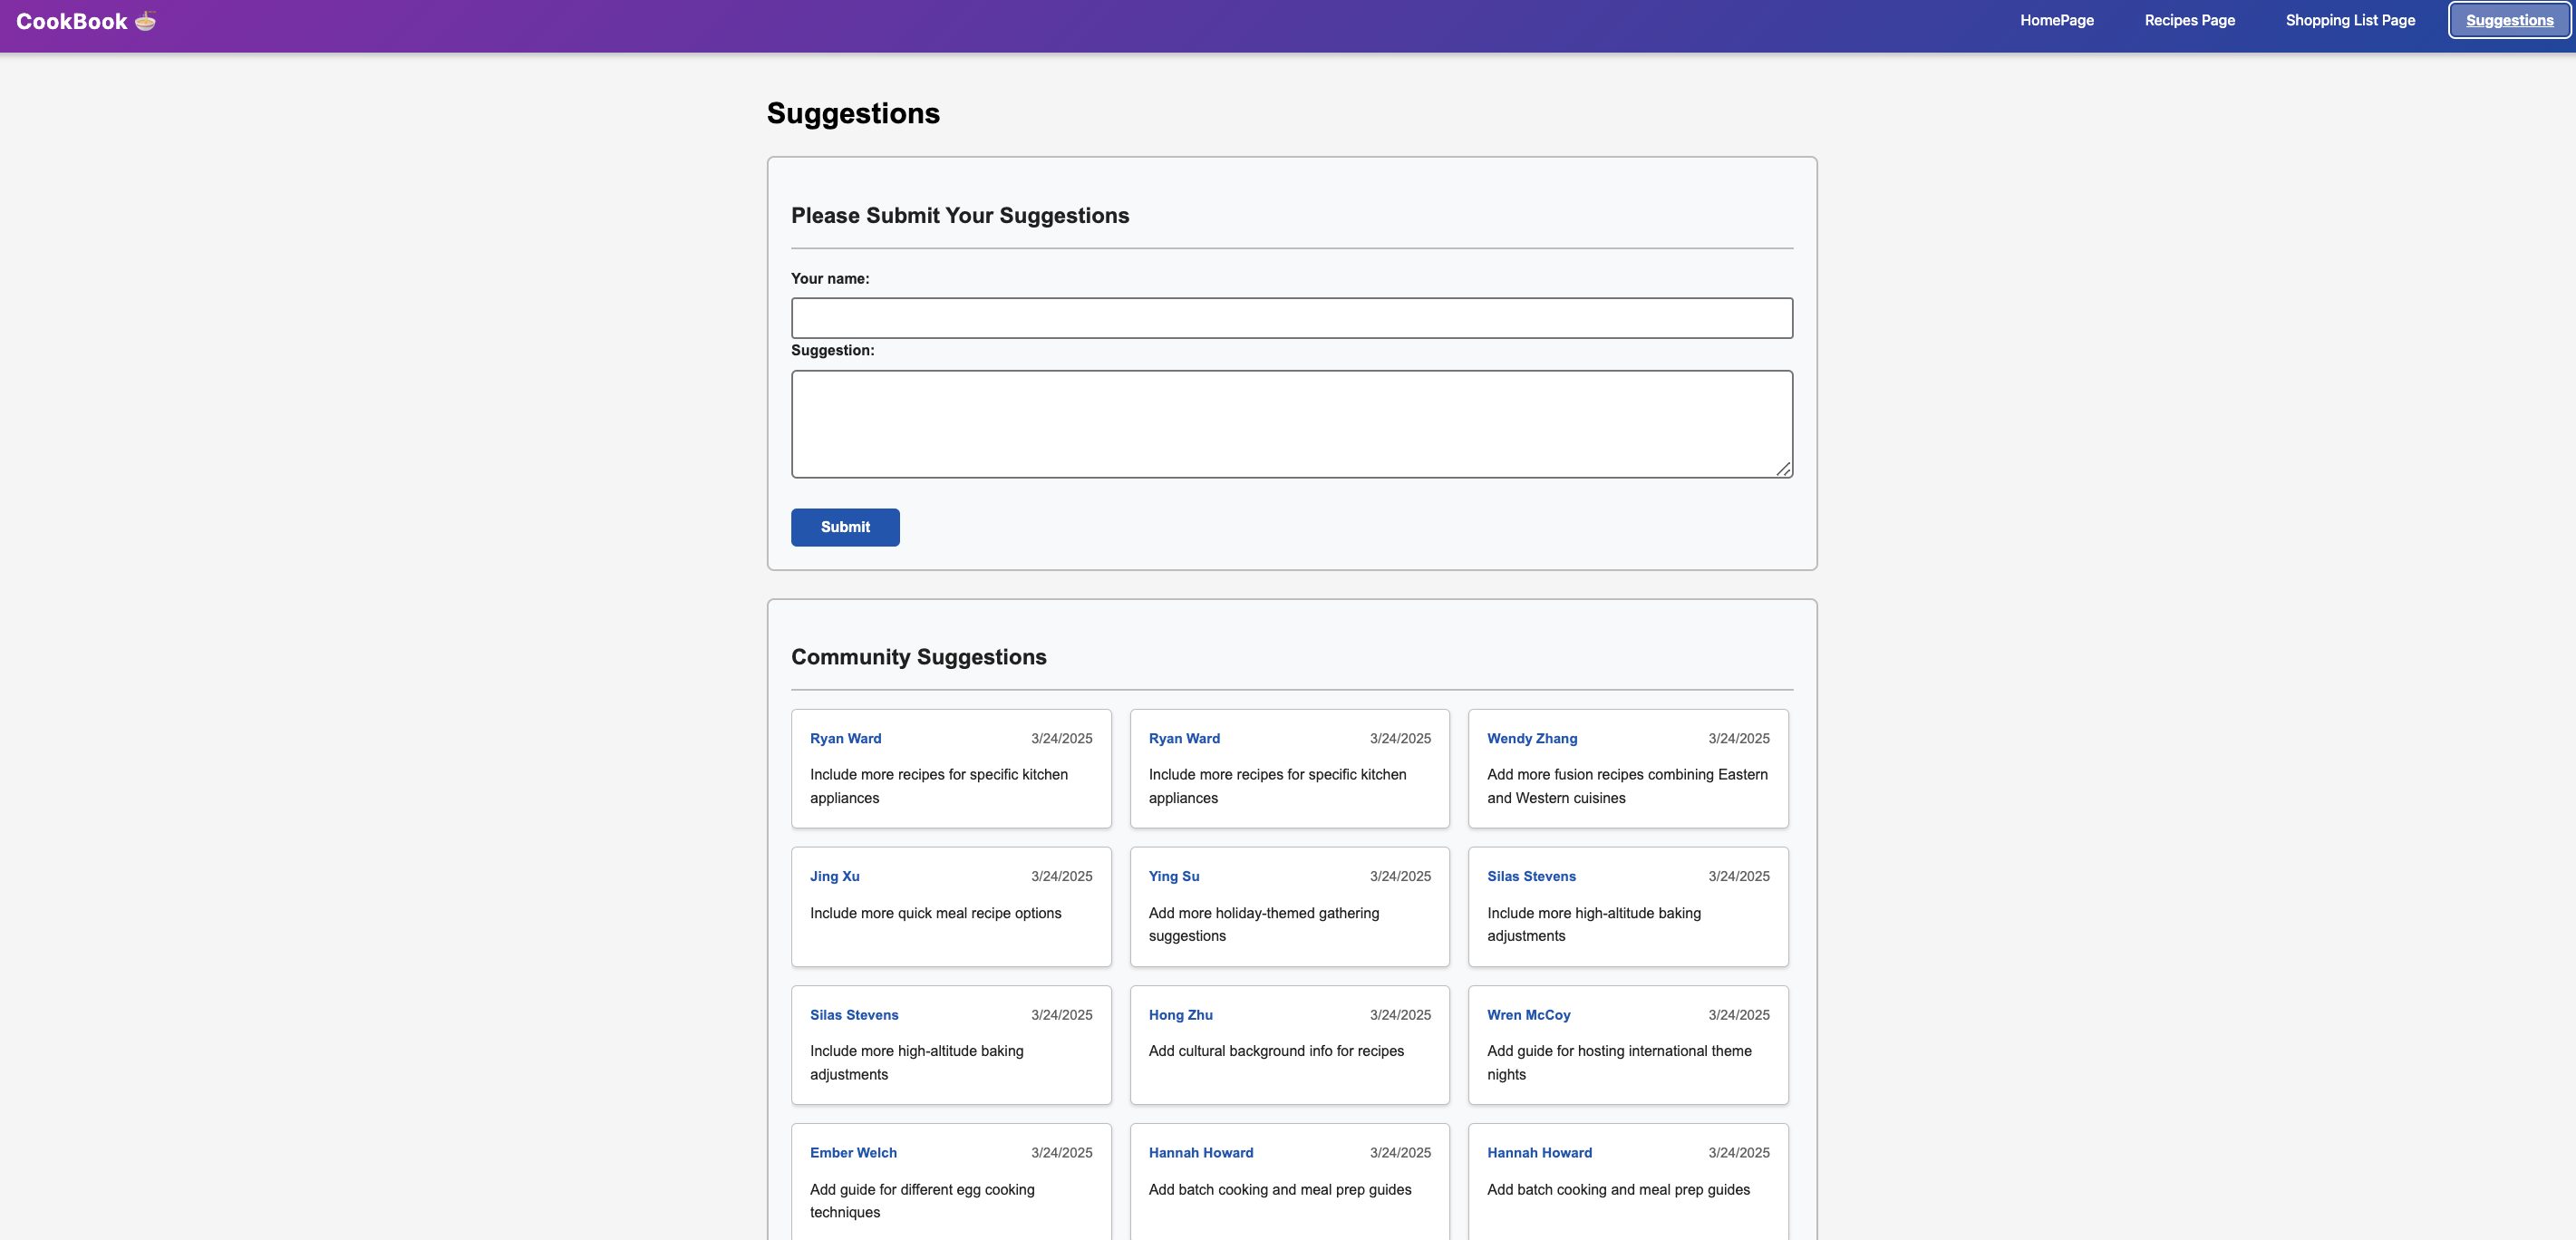 CookBook 🍜
HomePage Recipes Page Shopping List Page Suggestions
Suggestions
Please Submit Your Suggestions
Your name:
Suggestion:
Submit
Community Suggestions
Ryan Ward 3/24/2025
Include more recipes for specific kitchen
appliances
Ryan Ward 3/24/2025
Include more recipes for specific kitchen
appliances
Wendy Zhang 3/24/2025
Add more fusion recipes combining Eastern
and Western cuisines
Jing Xu 3/24/2025
Include more quick meal recipe options
Ying Su 3/24/2025
Add more holiday-themed gathering
suggestions
Silas Stevens 3/24/2025
Include more high-altitude baking
adjustments
Silas Stevens 3/24/2025
Include more high-altitude baking
adjustments
Hong Zhu 3/24/2025
Add cultural background info for recipes
Wren McCoy 3/24/2025
Add guide for hosting international theme
nights
Ember Welch 3/24/2025
Add guide for different egg cooking
techniques
Hannah Howard 3/24/2025
Add batch cooking and meal prep guides
Hannah Howard 3/24/2025
Add batch cooking and meal prep guides